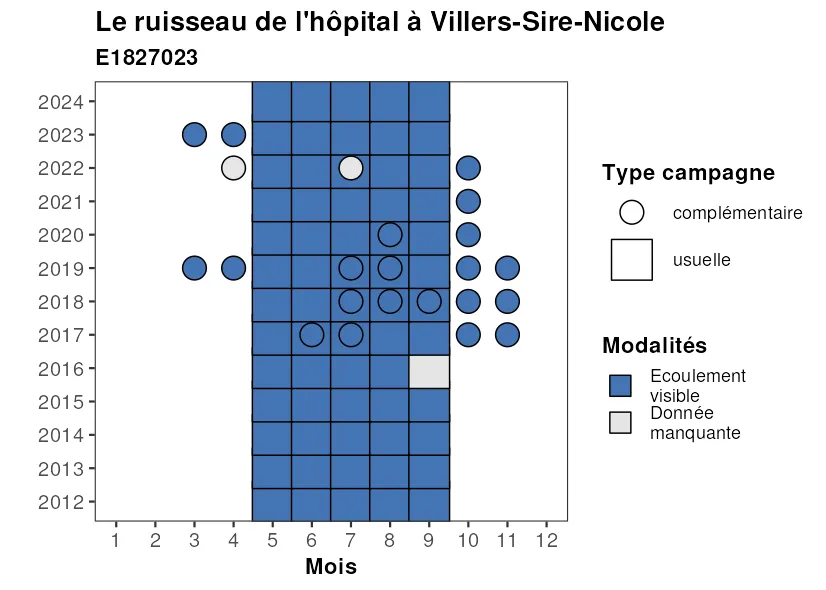 Le ruisseau de l'hôpital à Villers-Sire-Nicole
E1827023
2024
2023
2022
2021
2020
2019
2018
2017
2016
2015
2014
2013
2012
1 2 3 4 5 6 7 8 9 10 11 12
Mois
Type campagne
complémentaire
usuelle
Modalités
Ecoulement
visible
Donnée
manquante